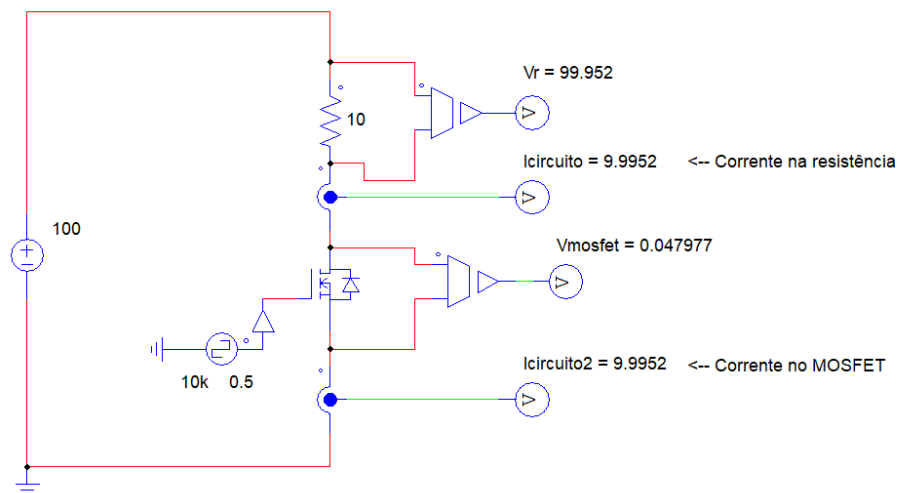 Vr = 99.952
10
Icircuito = 9.9952 <-- Corrente na resistência
100
Vmosfet = 0.047977
10k 0.5
Icircuito2 = 9.9952 <-- Corrente no MOSFET
V
V
V
V